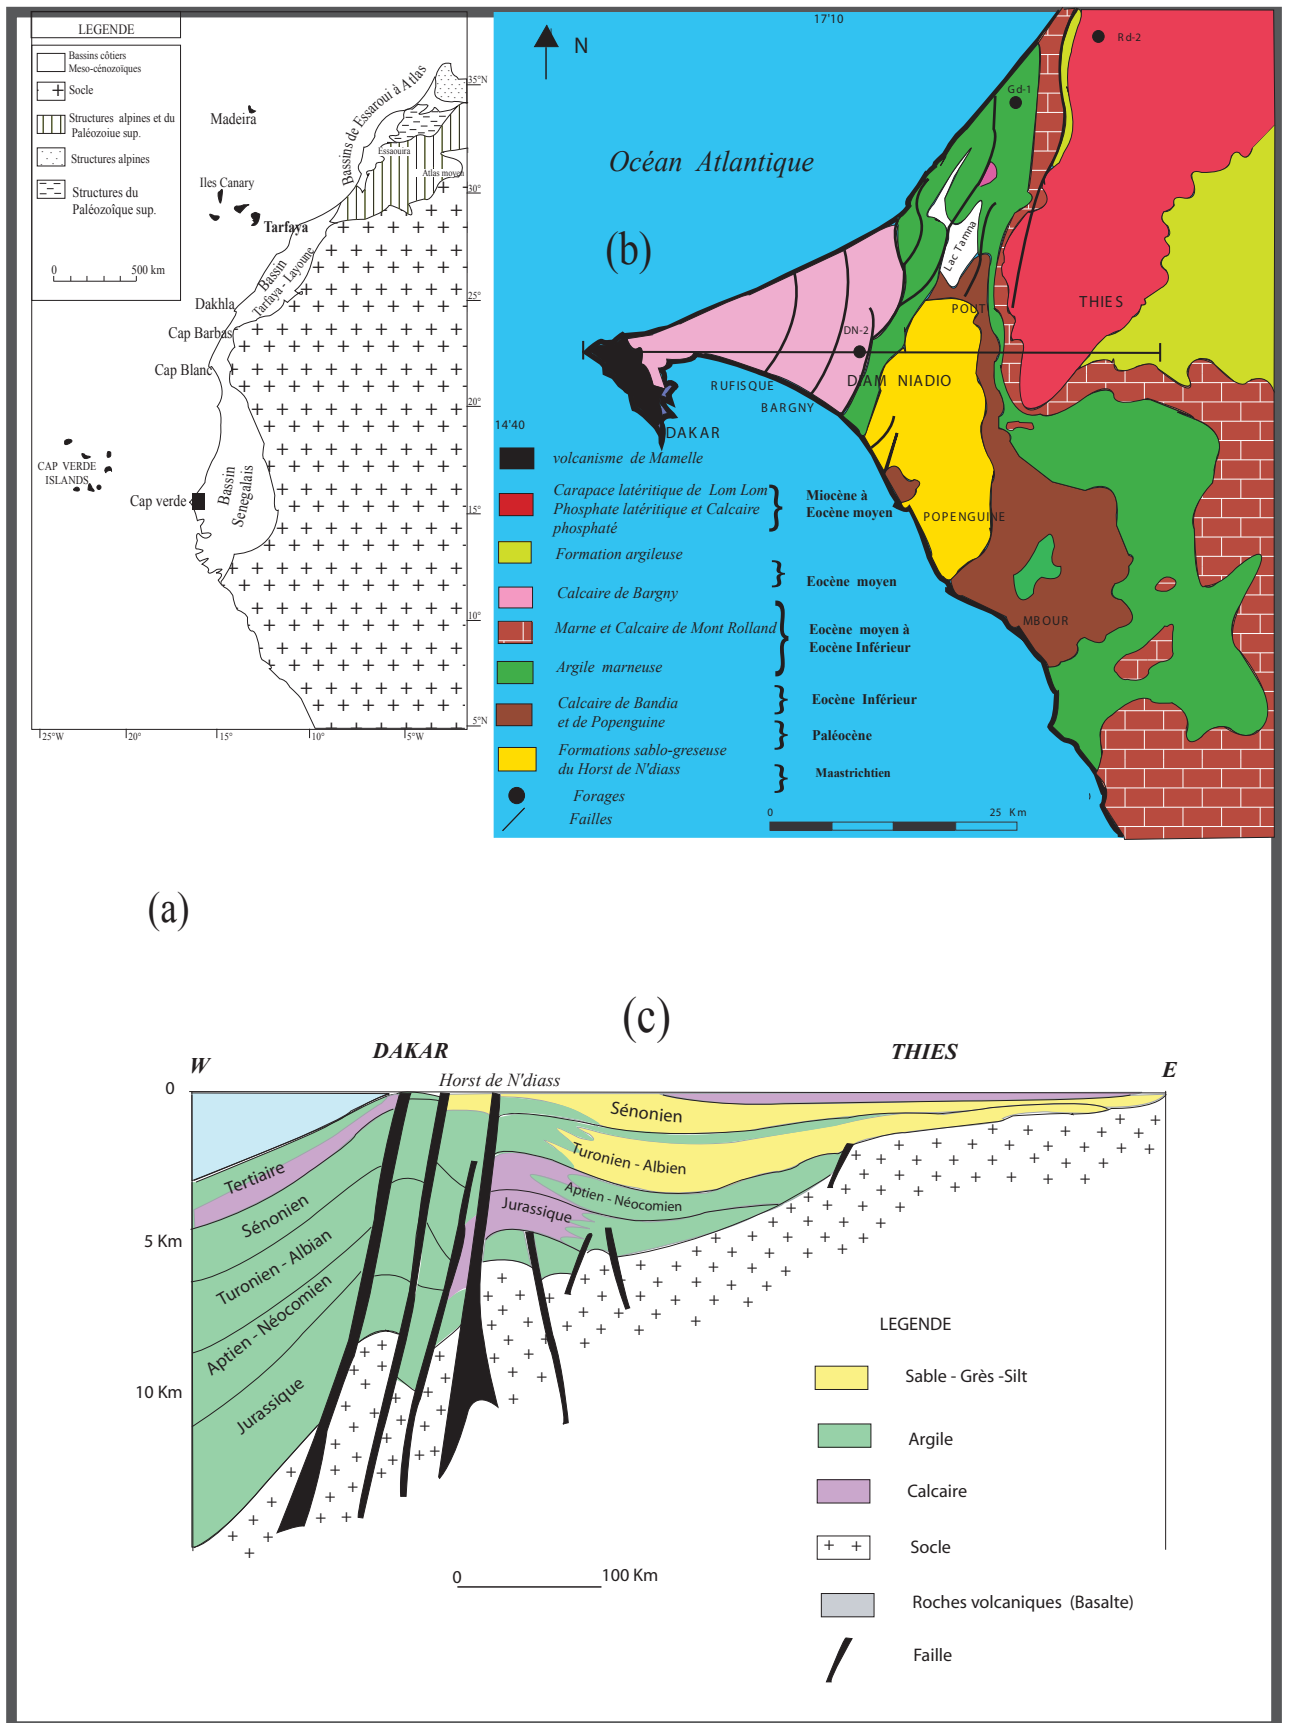 LEGENDE
Bassins côtiers
Meso-cénozoïques
Socle
Structures alpines et du
Paléozoiue sup.
Structures alpines
Structures du
Paléozoîque sup.
0 500 km
Madeira
Iles Canary
Tarfaya
Bassins de Essaroui à Atlas
Essaouira
Atlas moyen
Bassin
Tarfaya - Layoune
Dakhla
Cap Barbas
Cap Blanc
CAP VERDE
ISLANDS
Cap verde
Bassin
Senegalais
35°N
30°
25°
20°
15°
10°
5°N
25°W
20°
15°
10°
5°W
(a)
17'10
N
Océan Atlantique
(b)
Rd-2
Gd-1
Lac Tamna
POUT
THIES
DN-2
DIAM NIADIO
RUFISQUE
BARGNY
14'40
DAKAR
POPENGUINE
MBOUR
volcanisme de Mamelle
Carapace latéritique de Lom Lom
Phosphate latéritique et Calcaire
phosphaté
} Miocène à
Eocène moyen
Formation argileuse
} Eocène moyen
Calcaire de Bargny
Marne et Calcaire de Mont Rolland
} Eocène moyen à
Eocène Inférieur
Argile marneuse
} Eocène Inférieur
Calcaire de Bandia
et de Popenguine
} Paléocène
Formations sablo-greseuse
du Horst de N'diass
} Maastrichtien
Forages
Failles
0 25 Km
)
(c)
W DAKAR THIES E
Horst de N'diass
0
5 Km
10 Km
Tertiaire
Sénonien
Turonien - Albian
Aptien - Néocomien
Jurassique
Sénonien
Turonien - Albien
Aptien - Néocomien
Jurassique
0 100 Km
LEGENDE
Sable - Grès -Silt
Argile
Calcaire
Socle
Roches volcaniques (Basalte)
Faille